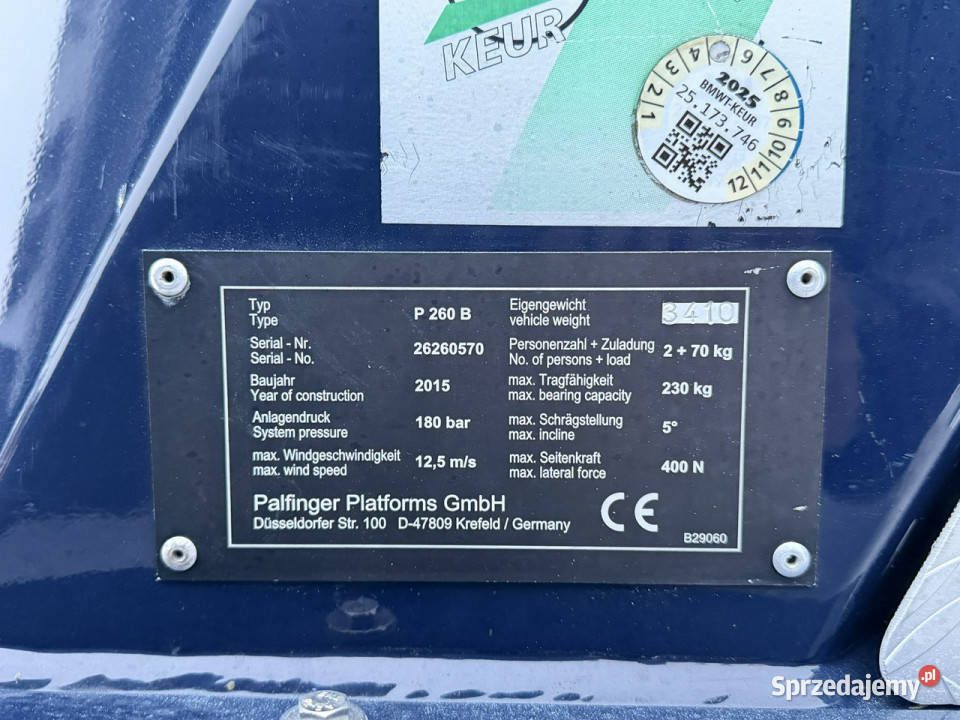 KEUR
1 2 3 4 6 7 8 9 10 11 12
2025
BMWT-KEUR
25.173.746
Typ P 260 B Eigengewicht 3410
Type vehicle weight
Serial - Nr. 26260570 Personenzahl + Zuladung 2 + 70 kg
Serial - No. No. of persons + load
Baujahr 2015 max. Tragfähigkeit 230 kg
Year of construction max. bearing capacity
Anlagendruck 180 bar max. Schrägstellung 5°
System pressure max. incline
max. Windgeschwindigkeit 12,5 m/s max. Seitenkraft 400 N
max. wind speed max. lateral force
Palfinger Platforms GmbH CE
Düsseldorfer Str. 100 D-47809 Krefeld / Germany
B29060
Sprzedajemy.pl